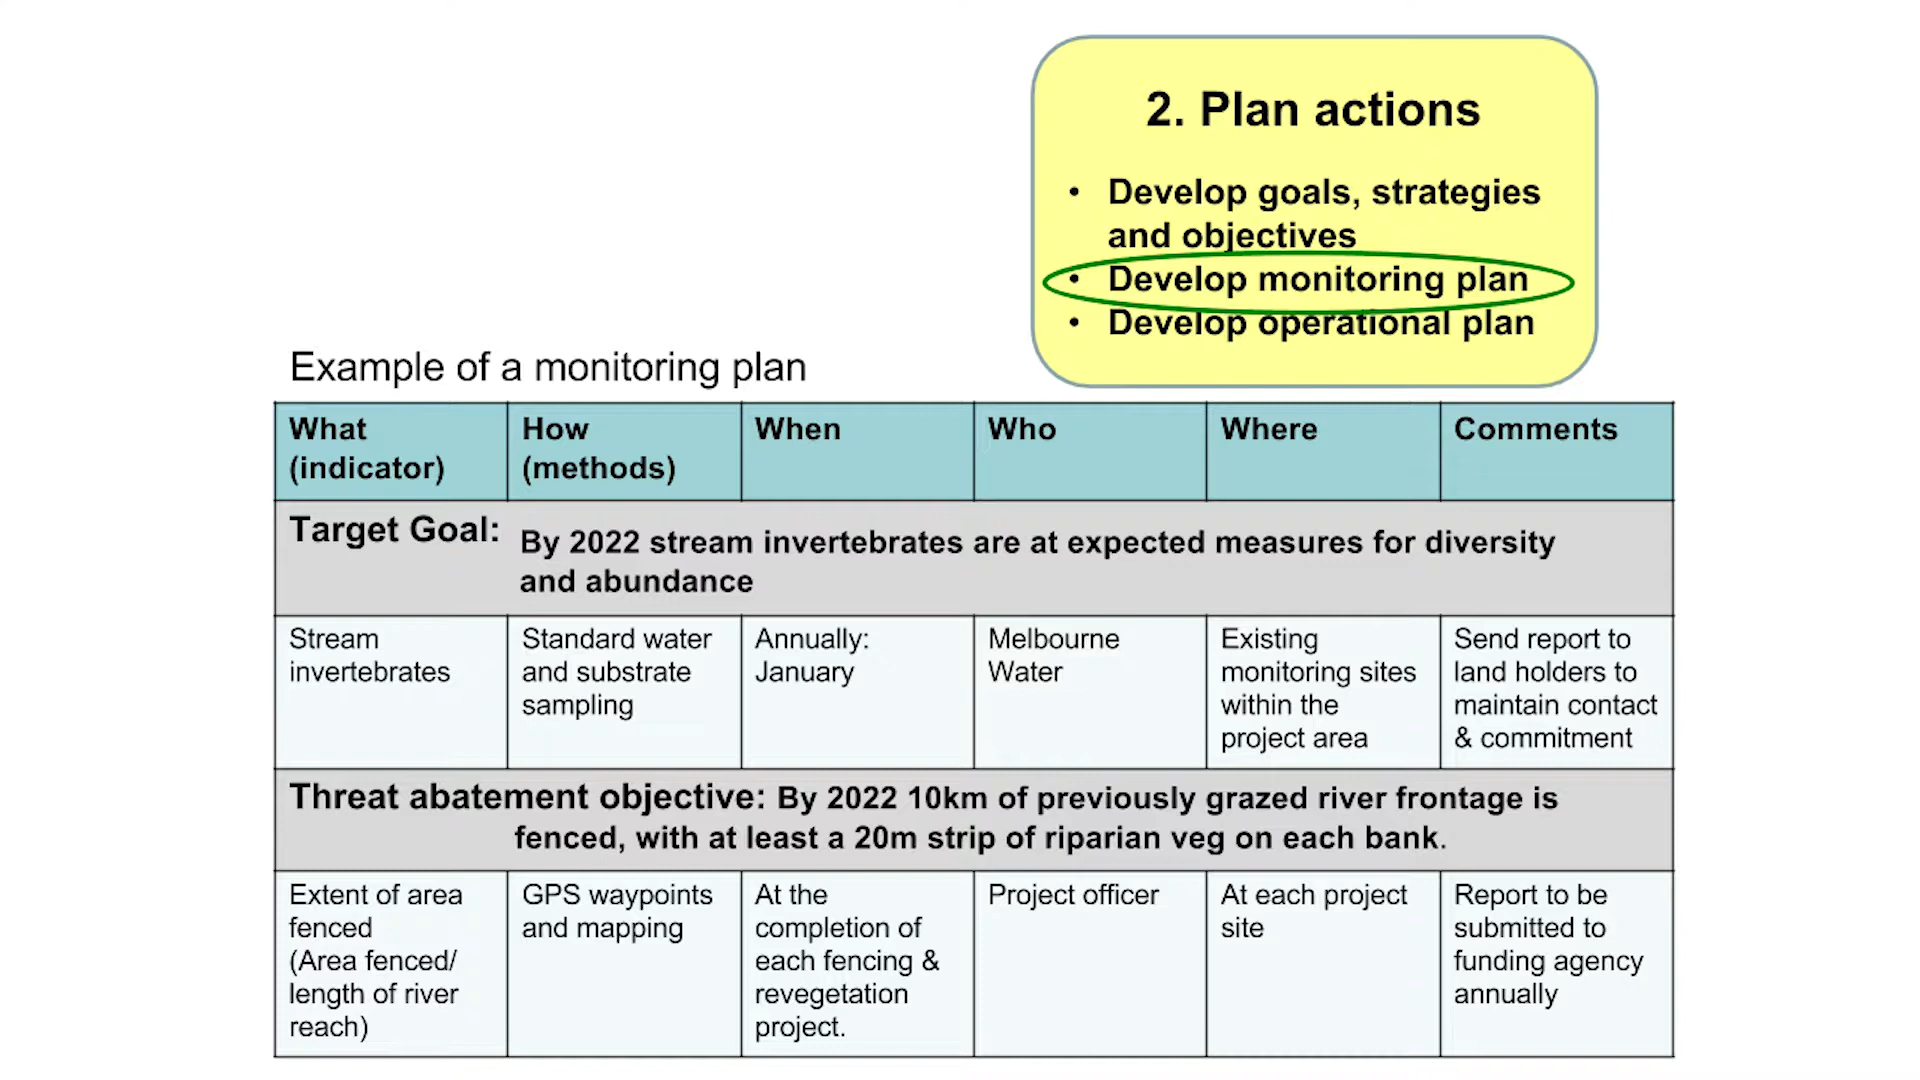 2. Plan actions
• Develop goals, strategies
and objectives
• Develop monitoring plan
• Develop operational plan
Example of a monitoring plan
What
(indicator)
How
(methods)
When
Who
Where
Comments
Target Goal: By 2022 stream invertebrates are at expected measures for diversity
and abundance
Stream
invertebrates
Standard water
and substrate
sampling
Annually:
January
Melbourne
Water
Existing
monitoring sites
within the
project area
Send report to
land holders to
maintain contact
& commitment
Threat abatement objective: By 2022 10km of previously grazed river frontage is
fenced, with at least a 20m strip of riparian veg on each bank.
Extent of area
fenced
(Area fenced/
length of river
reach)
GPS waypoints
and mapping
At the
completion of
each fencing &
revegetation
project.
Project officer
At each project
site
Report to be
submitted to
funding agency
annually